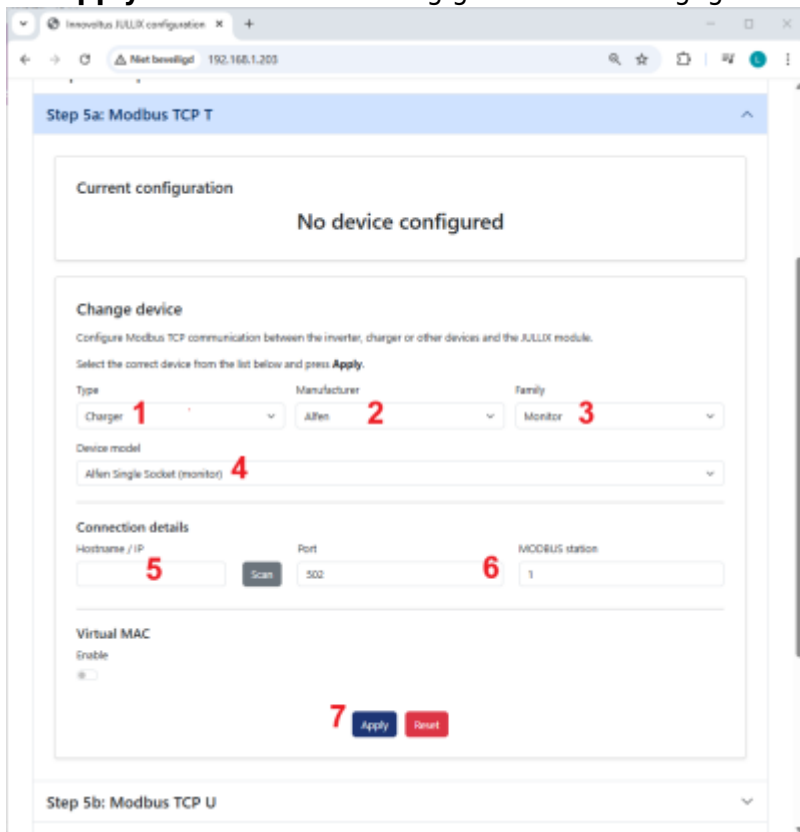 Innovoltus JULLIX configuration
Niet beveiligd 192.168.1.203
Step 5a: Modbus TCP T
Current configuration
No device configured
Change device
Configure Modbus TCP communication between the inverter, charger or other devices and the JULLIX module.
Select the correct device from the list below and press Apply.
Type Manufacturer Family
Charger 1 Alfen 2 Monitor 3
Device model
Alfen Single Socket (monitor) 4
Connection details
Hostname / IP Port MODBUS station
5 Scan 502 6 1
Virtual MAC
Enable
7 Apply Reset
Step 5b: Modbus TCP U